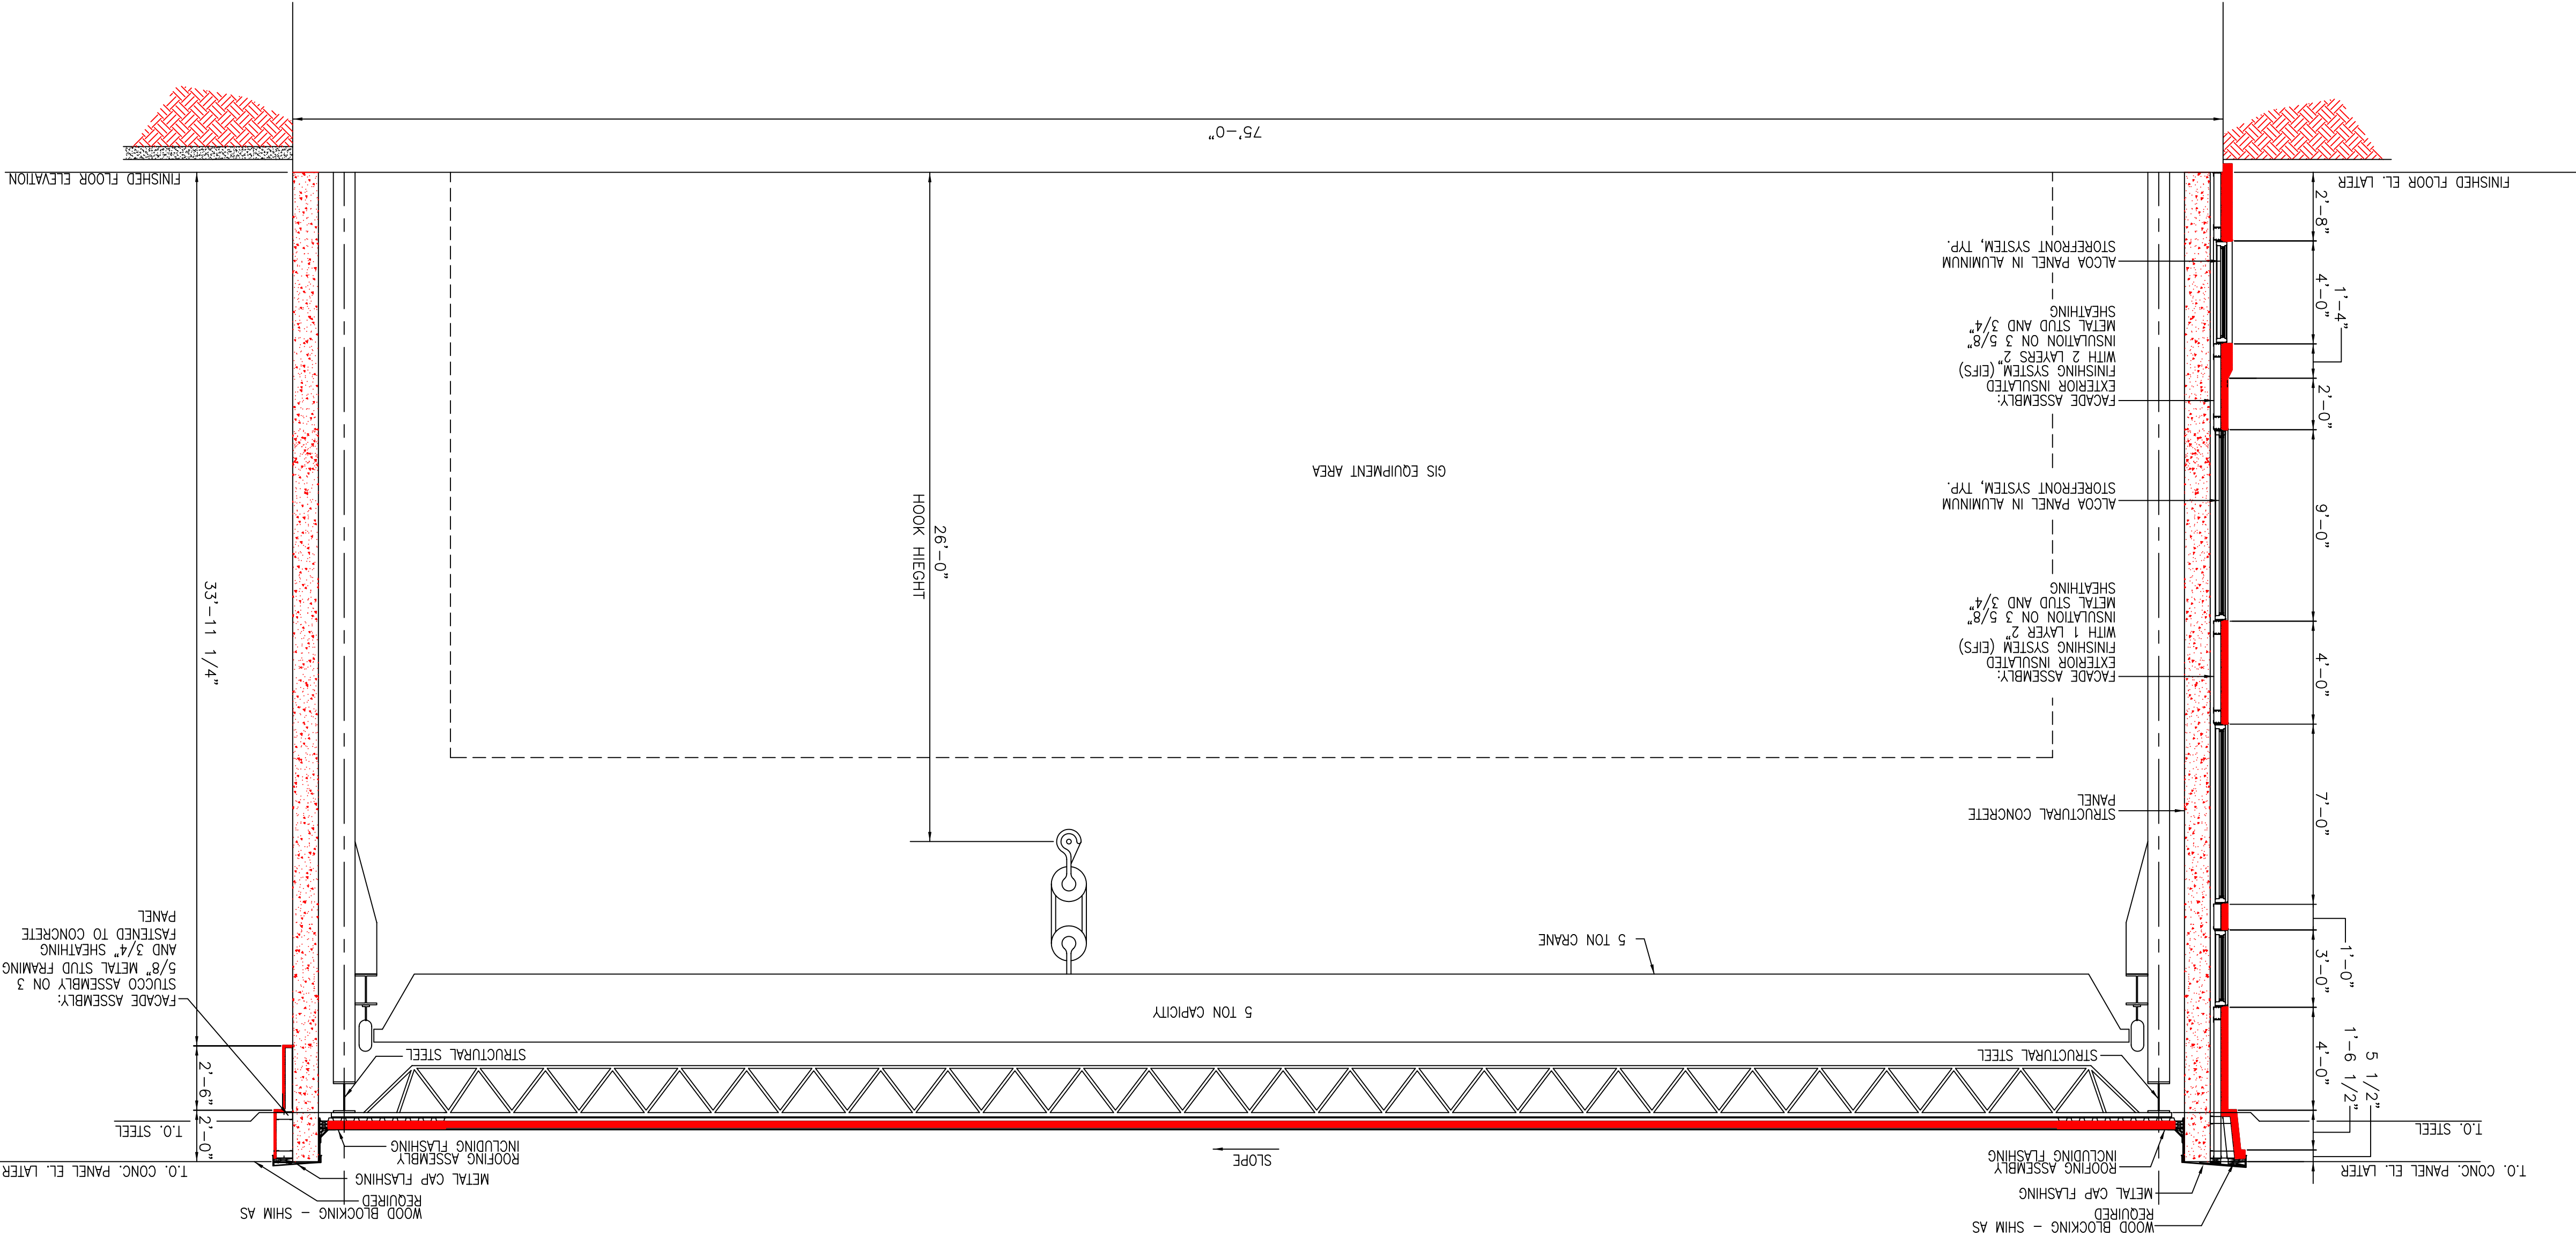 WOOD BLOCKING - SHIM AS
REQUIRED
METAL CAP FLASHING
T.O. CONC. PANEL EL. LATER
ROOFING ASSEMBLY
INCLUDING FLASHING
T.O. STEEL
5 1/2"
1'-6 1/2"
4'-0"
3'-0"
1'-0"
7'-0"
4'-0"
9'-0"
2'-0"
1'-4"
4'-0"
2'-8"
FINISHED FLOOR EL. LATER
STRUCTURAL STEEL
STRUCTURAL CONCRETE
PANEL
FACADE ASSEMBLY:
EXTERIOR INSULATED
FINISHING SYSTEM (EIFS)
WITH 1 LAYER 2"
INSULATION ON 3 5/8"
METAL STUD AND 3/4"
SHEATHING
ALCOA PANEL IN ALUMINUM
STOREFRONT SYSTEM, TYP.
FACADE ASSEMBLY:
EXTERIOR INSULATED
FINISHING SYSTEM (EIFS)
WITH 2 LAYERS 2"
INSULATION ON 3 5/8"
METAL STUD AND 3/4"
SHEATHING
ALCOA PANEL IN ALUMINUM
STOREFRONT SYSTEM, TYP.
SLOPE
5 TON CAPICITY
5 TON CRANE
26'-0"
HOOK HIEGHT
GIS EQUIPMENT AREA
75'-0"
WOOD BLOCKING - SHIM AS
REQUIRED
METAL CAP FLASHING
T.O. CONC. PANEL EL. LATER
ROOFING ASSEMBLY
INCLUDING FLASHING
T.O. STEEL
STRUCTURAL STEEL
2'-0"
2'-6"
33'-11 1/4"
FACADE ASSEMBLY:
STUCCO ASSEMBLY ON 3
5/8" METAL STUD FRAMING
AND 3/4" SHEATHING
FASTENED TO CONCRETE
PANEL
FINISHED FLOOR ELEVATION